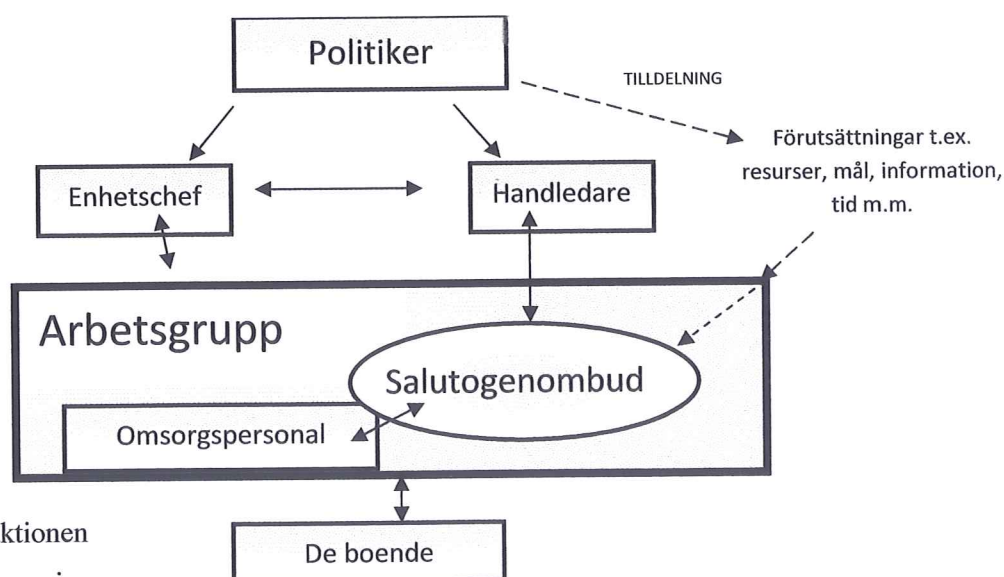 Politiker
TILLDELNING
Förutsättningar t.ex.
resurser, mål, information,
tid m.m.
Enhetschef
Handledare
Arbetsgrupp
Salutogenombud
Omsorgspersonal
ktionen
De boende